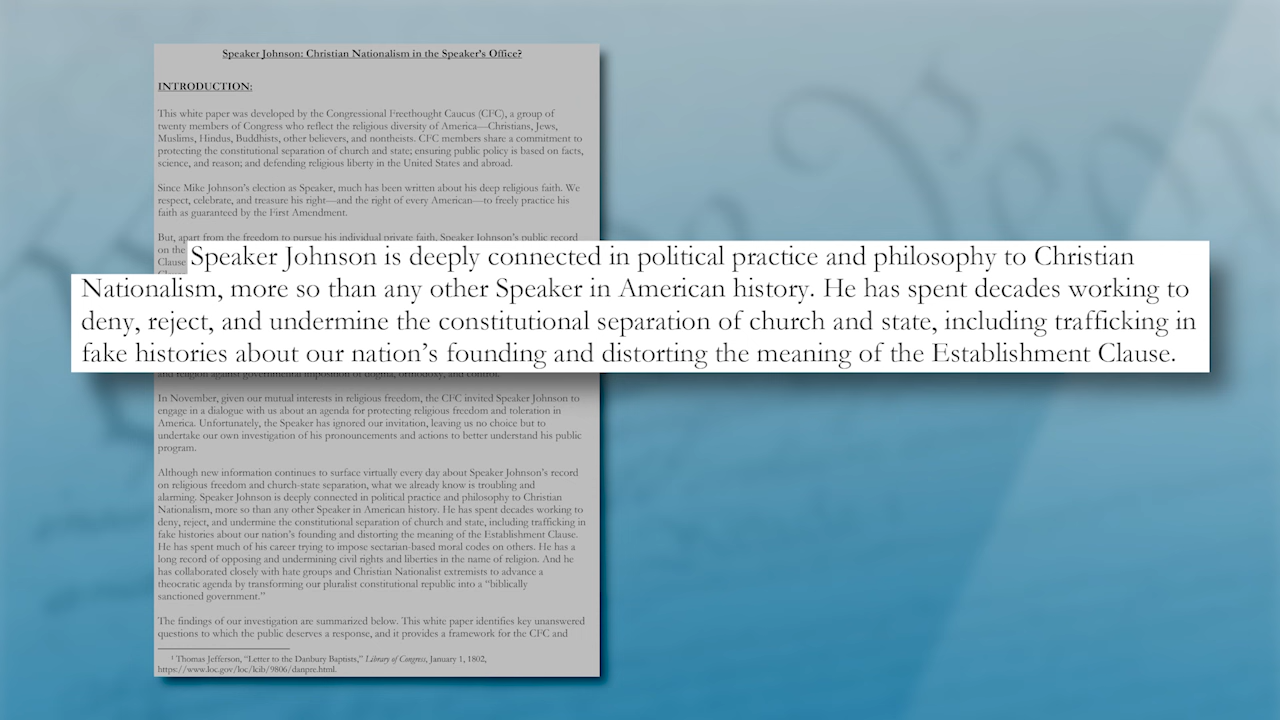 Speaker Johnson: Christian Nationalism in the Speaker's Office?
INTRODUCTION:
This white paper was developed by the Congressional Freethought Caucus (CFC), a group of
twenty members of Congress who reflect the religious diversity of America—Christians, Jews,
Muslims, Hindus, Buddhists, other believers, and nontheists. CFC members share a commitment to
protecting the constitutional separation of church and state; ensuring public policy is based on facts,
science, and reason; and defending religious liberty in the United States and abroad.
Since Mike Johnson's election as Speaker, much has been written about his deep religious faith. We
respect, celebrate, and treasure his right—and the right of every American—to freely practice his
faith as guaranteed by the First Amendment.
But, apart from the freedom to pursue his individual private faith, Speaker Johnson's public record
on the
Clause
Speaker Johnson is deeply connected in political practice and philosophy to Christian
Nationalism, more so than any other Speaker in American history. He has spent decades working to
deny, reject, and undermine the constitutional separation of church and state, including trafficking in
fake histories about our nation's founding and distorting the meaning of the Establishment Clause.
and religion against governmental imposition of dogma, orthodoxy, and control.
In November, given our mutual interests in religious freedom, the CFC invited Speaker Johnson to
engage in a dialogue with us about an agenda for protecting religious freedom and toleration in
America. Unfortunately, the Speaker has ignored our invitation, leaving us no choice but to
undertake our own investigation of his pronouncements and actions to better understand his public
program.
Although new information continues to surface virtually every day about Speaker Johnson's record
on religious freedom and church-state separation, what we already know is troubling and
alarming. Speaker Johnson is deeply connected in political practice and philosophy to Christian
Nationalism, more so than any other Speaker in American history. He has spent decades working to
deny, reject, and undermine the constitutional separation of church and state, including trafficking in
fake histories about our nation's founding and distorting the meaning of the Establishment Clause.
He has spent much of his career trying to impose sectarian-based moral codes on others. He has a
long record of opposing and undermining civil rights and liberties in the name of religion. And he
has collaborated closely with hate groups and Christian Nationalist extremists to advance a
theocratic agenda by transforming our pluralist constitutional republic into a "biblically
sanctioned government."
The findings of our investigation are summarized below. This white paper identifies key unanswered
questions to which the public deserves a response, and it provides a framework for the CFC and
1 Thomas Jefferson, "Letter to the Danbury Baptists," Library of Congress, January 1, 1802,
https://www.loc.gov/loc/lcib/9806/danpre.html.